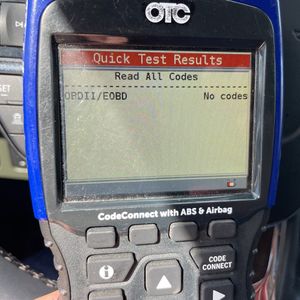 OTC
Quick Test Results
Read All Codes
OBDII/EOBD No codes
CodeConnect with ABS & Airbag
CODE
CONNECT